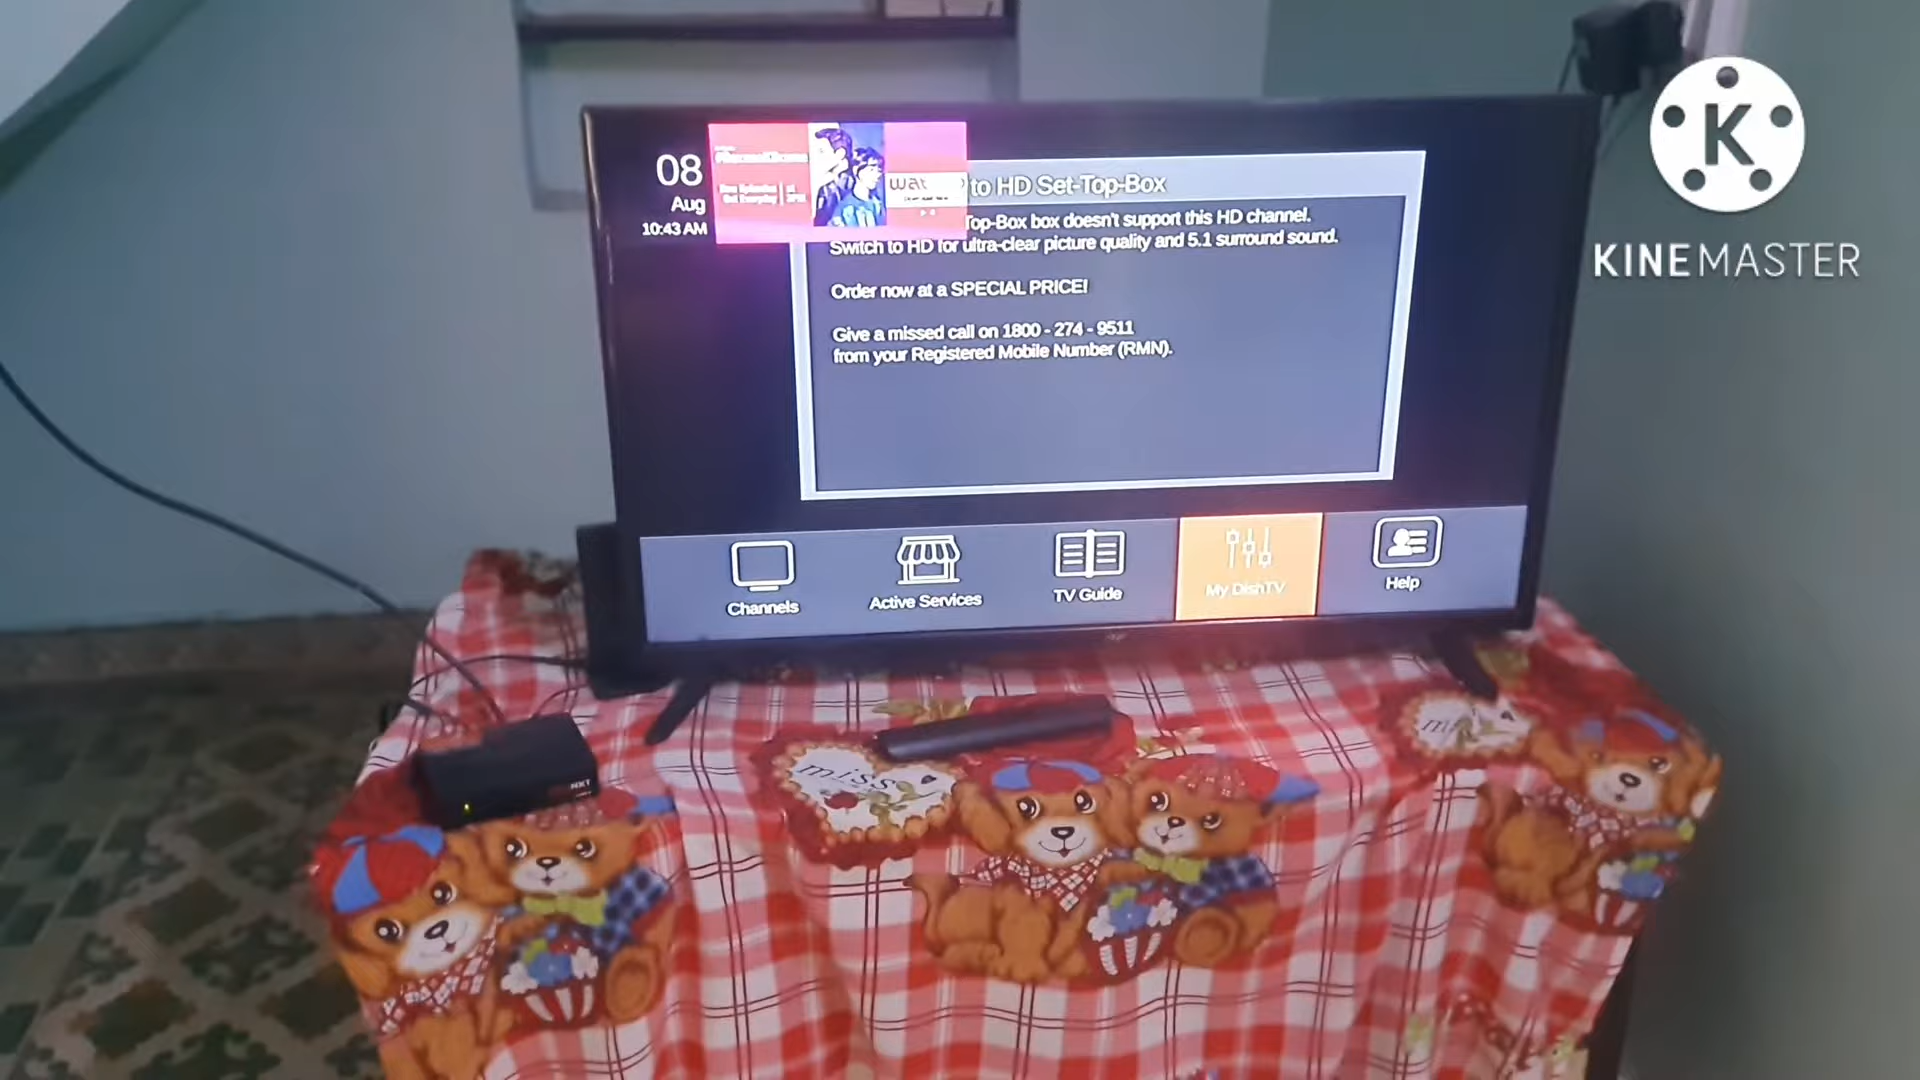 08
Aug
10:43 AM
to HD Set-Top-Box
Top-Box box doesn't support this HD channel.
Switch to HD for ultra-clear picture quality and 5.1 surround sound.
Order now at a SPECIAL PRICE!
Give a missed call on 1800 - 274 - 9511
from your Registered Mobile Number (RMN).
Channels
Active Services
TV Guide
My DishTV
Help
K
KINEMASTER
NXT
miss